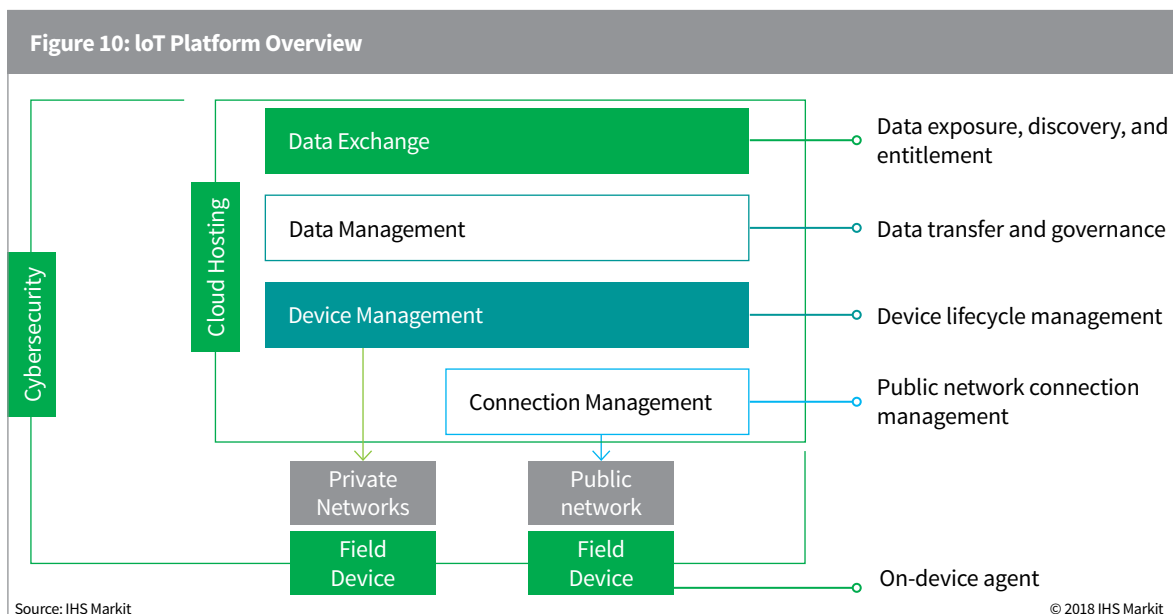 Figure 10: IoT Platform Overview
Data Exchange
Data exposure, discovery, and
entitlement
Cloud Hosting
Data Management
Data transfer and governance
Cybersecurity
Device Management
Device lifecycle management
Connection Management
Public network connection
management
Private
Networks
Public
network
Field
Device
Field
Device
On-device agent
Source: IHS Markit
© 2018 IHS Markit